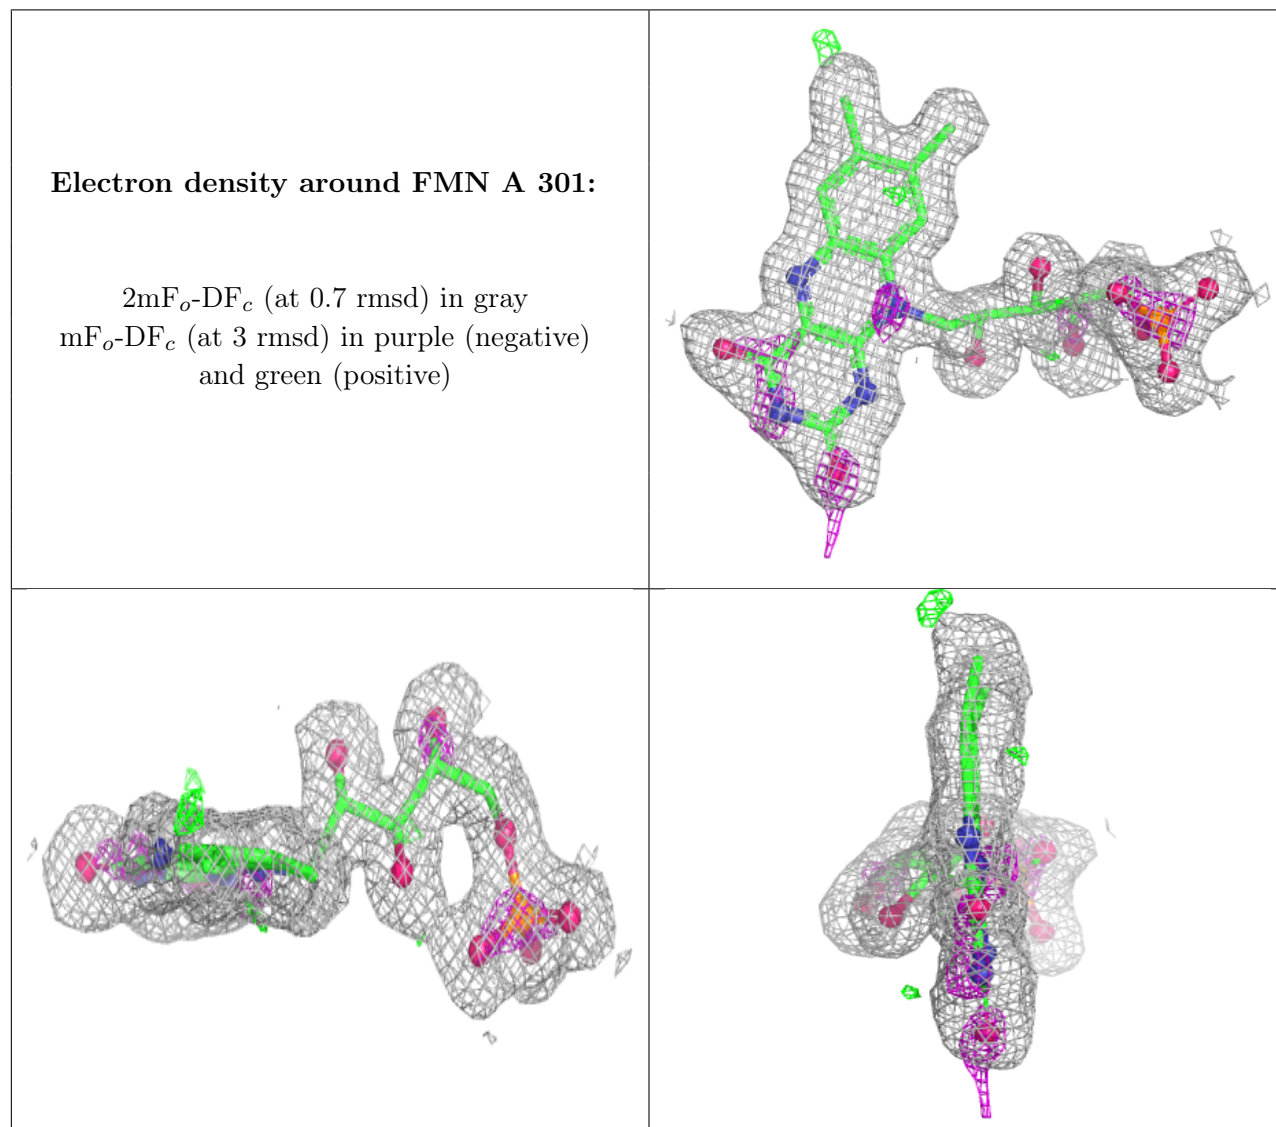 Electron density around FMN A 301:
2mFo-DFc (at 0.7 rmsd) in gray
mFo-DFc (at 3 rmsd) in purple (negative)
and green (positive)